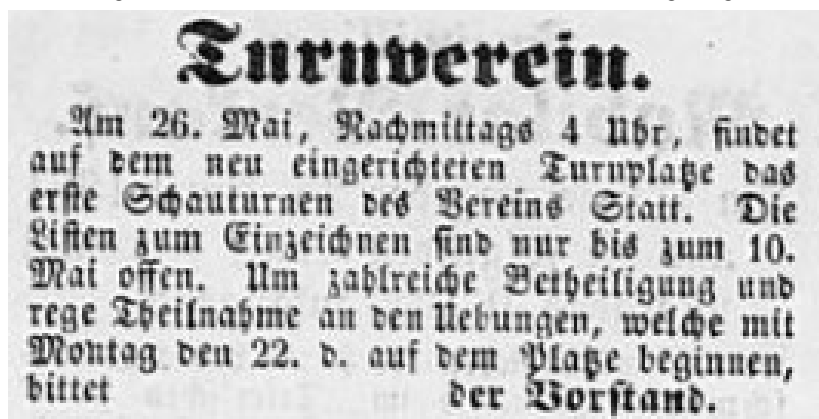 Turnverein.
Am 26. Mai, Nachmittags 4 Uhr, findet
auf dem neu eingerichteten Turnplatze das
erste Schauturnen des Vereins Statt. Die
Listen zum Einzeichnen sind nur bis zum 10.
Mai offen. Um zahlreiche Betheiligung und
rege Theilnahme an den Uebungen, welche mit
Montag den 22. d. auf dem Platze beginnen,
bittet der Vorstand.